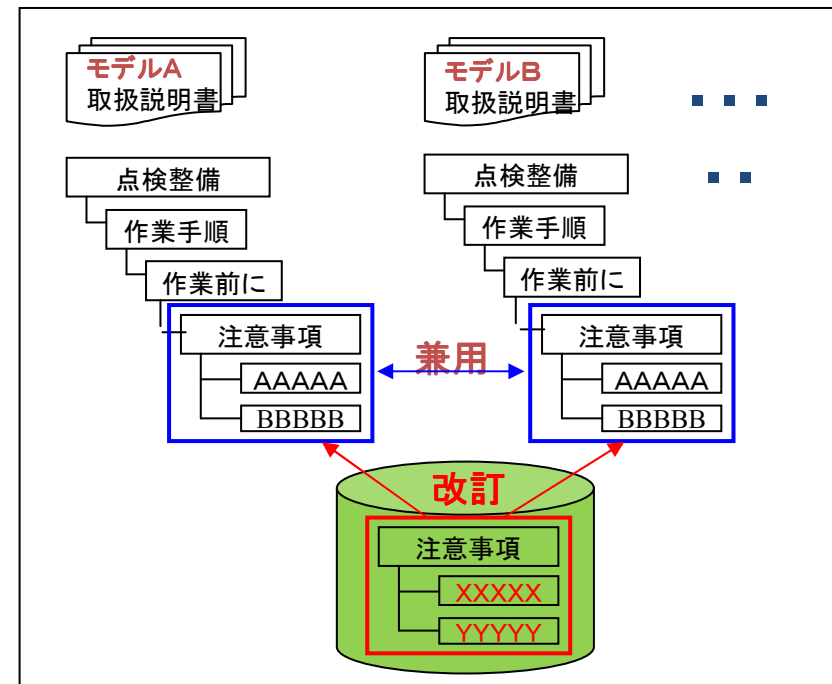 モデルA
取扱説明書
モデルB
取扱説明書
点検整備
作業手順
作業前に
注意事項
AAAAA
BBBBB
点検整備
作業手順
作業前に
注意事項
AAAAA
BBBBB
兼用
改訂
注意事項
XXXXX
YYYYY